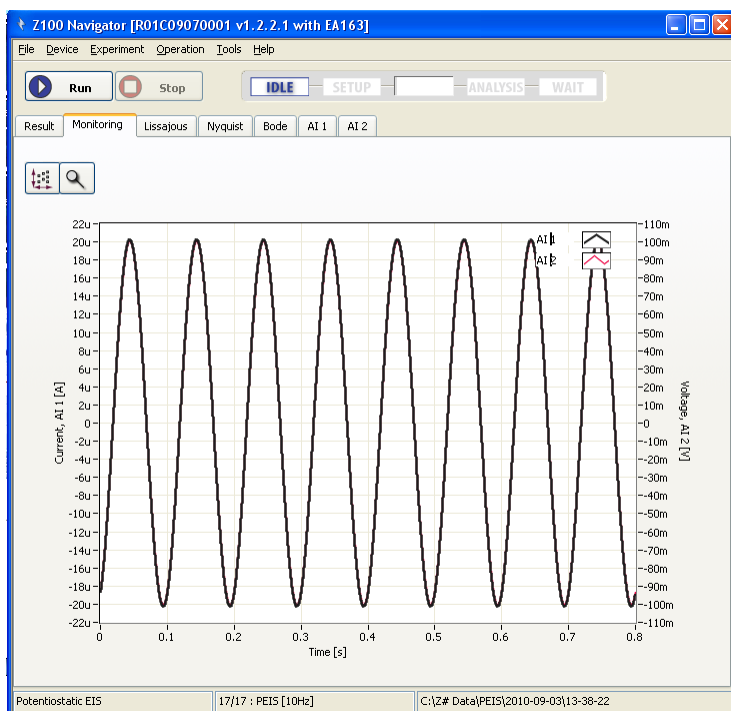 Z100 Navigator [R01C09070001 v1.2.2.1 with EA163]
File Device Experiment Operation Tools Help
Run Stop IDLE SETUP ANALYSIS WAIT
Result Monitoring Lissajous Nyquist Bode AI 1 AI 2
AI 1
AI 2
22u
20u
18u
16u
14u
12u
10u
8u
6u
4u
2u
0
-2u
-4u
-6u
-8u
-10u
-12u
-14u
-16u
-18u
-20u
-22u
Current, AI 1 [A]
110m
100m
90m
80m
70m
60m
50m
40m
30m
20m
10m
0
-10m
-20m
-30m
-40m
-50m
-60m
-70m
-80m
-90m
-100m
-110m
Voltage, AI 2 [V]
0 0.1 0.2 0.3 0.4 0.5 0.6 0.7 0.8
Time [s]
Potentiostatic EIS 17/17 : PEIS [10Hz] C:\Z# Data\PEIS\2010-09-03\13-38-22